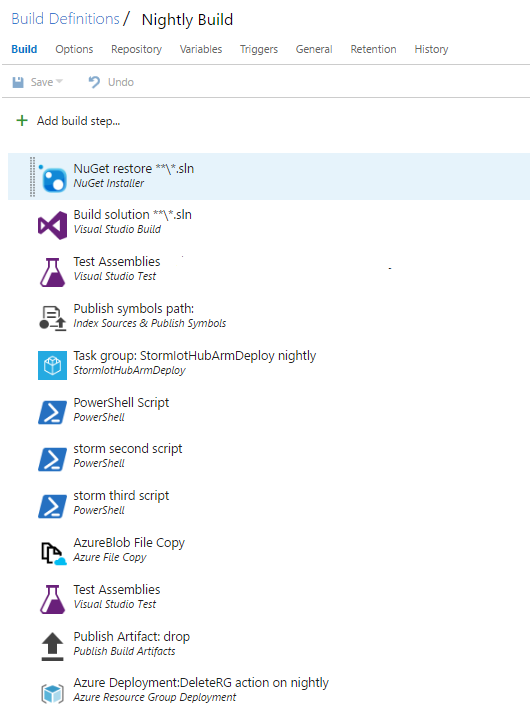 Build Definitions / Nightly Build
Build Options Repository Variables Triggers General Retention History
Save Undo
Add build step...
NuGet restore **\*.sln
NuGet Installer
Build solution **\*.sln
Visual Studio Build
Test Assemblies
Visual Studio Test
Publish symbols path:
Index Sources & Publish Symbols
Task group: StormIotHubArmDeploy nightly
StormIotHubArmDeploy
PowerShell Script
PowerShell
storm second script
PowerShell
storm third script
PowerShell
AzureBlob File Copy
Azure File Copy
Test Assemblies
Visual Studio Test
Publish Artifact: drop
Publish Build Artifacts
Azure Deployment:DeleteRG action on nightly
Azure Resource Group Deployment